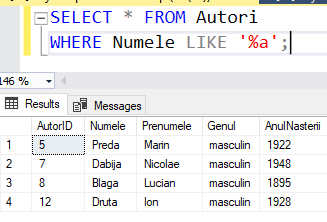 SELECT * FROM Autori
WHERE Numele LIKE '%a';
146 %
Results Messages
AutorID Numele Prenumele Genul AnulNasterii
1 5 Preda Marin masculin 1922
2 7 Dabija Nicolae masculin 1948
3 8 Blaga Lucian masculin 1895
4 12 Druta Ion masculin 1928